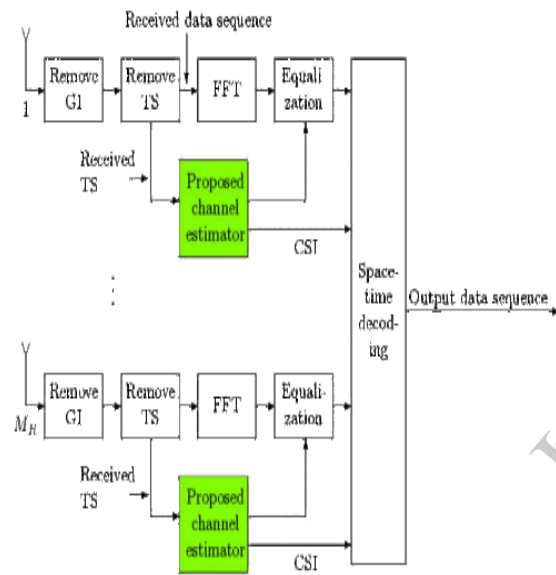 Received data sequence
Remove
GI
Remove
TS
FFT
Equali
zation
1
Received
TS
Proposed
channel
estimator
CSI
Space-
time
decod-
ing
Output data sequence
Remove
GI
Remove
TS
FFT
Equali-
zation
M_R
Received
TS
Proposed
channel
estimator
CSI